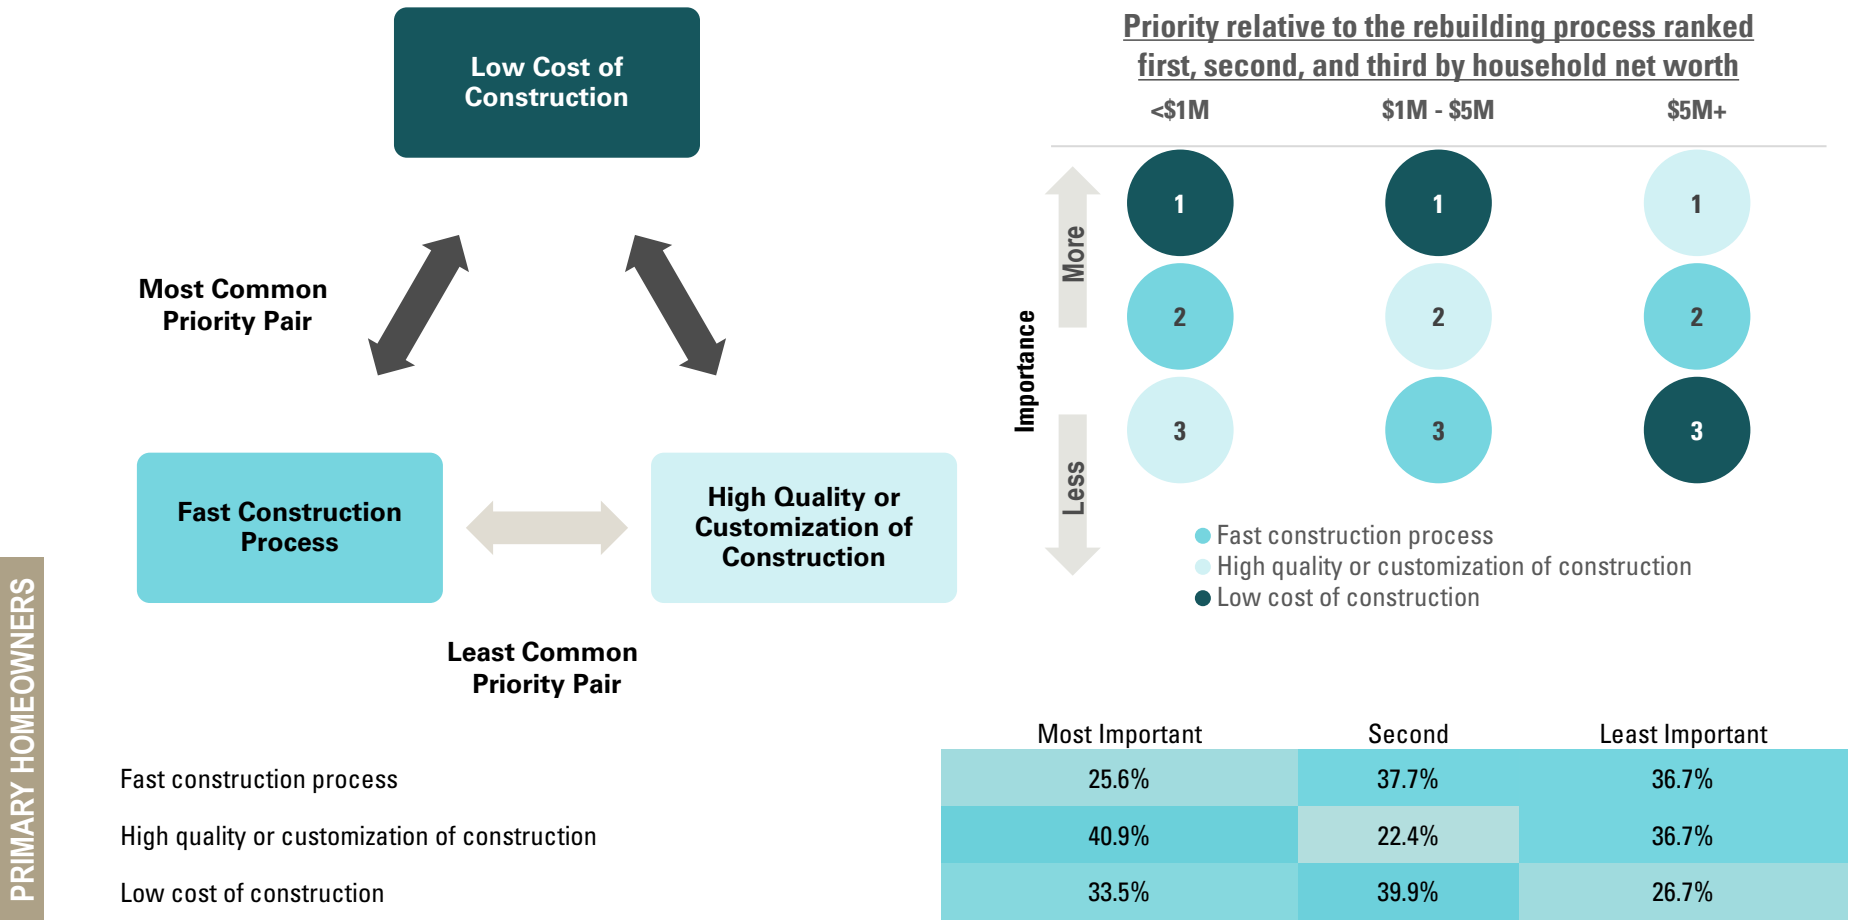 Low Cost of
Construction
Most Common
Priority Pair
Fast Construction
Process
High Quality or
Customization of
Construction
Least Common
Priority Pair
Priority relative to the rebuilding process ranked
first, second, and third by household net worth
<$1M $1M - $5M $5M+
Importance
More
Less
1 1 1
2 2 2
3 3 3
Fast construction process
High quality or customization of construction
Low cost of construction
PRIMARY HOMEOWNERS
Most Important Second Least Important
Fast construction process 25.6% 37.7% 36.7%
High quality or customization of construction 40.9% 22.4% 36.7%
Low cost of construction 33.5% 39.9% 26.7%